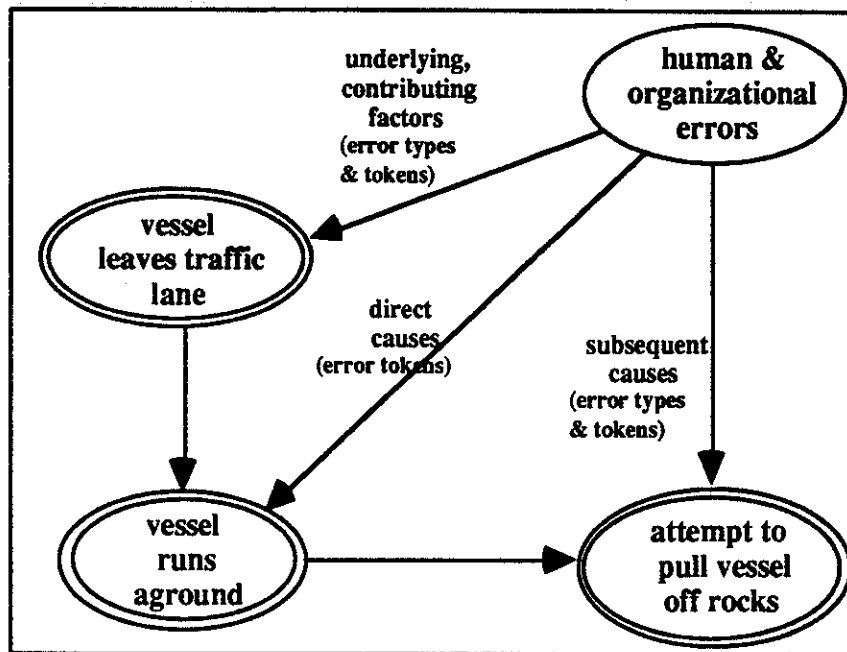 underlying,
contributing
factors
(error types
& tokens)
human &
organizational
errors
vessel
leaves traffic
lane
direct
causes
(error tokens)
subsequent
causes
(error types
& tokens)
vessel
runs
aground
attempt to
pull vessel
off rocks